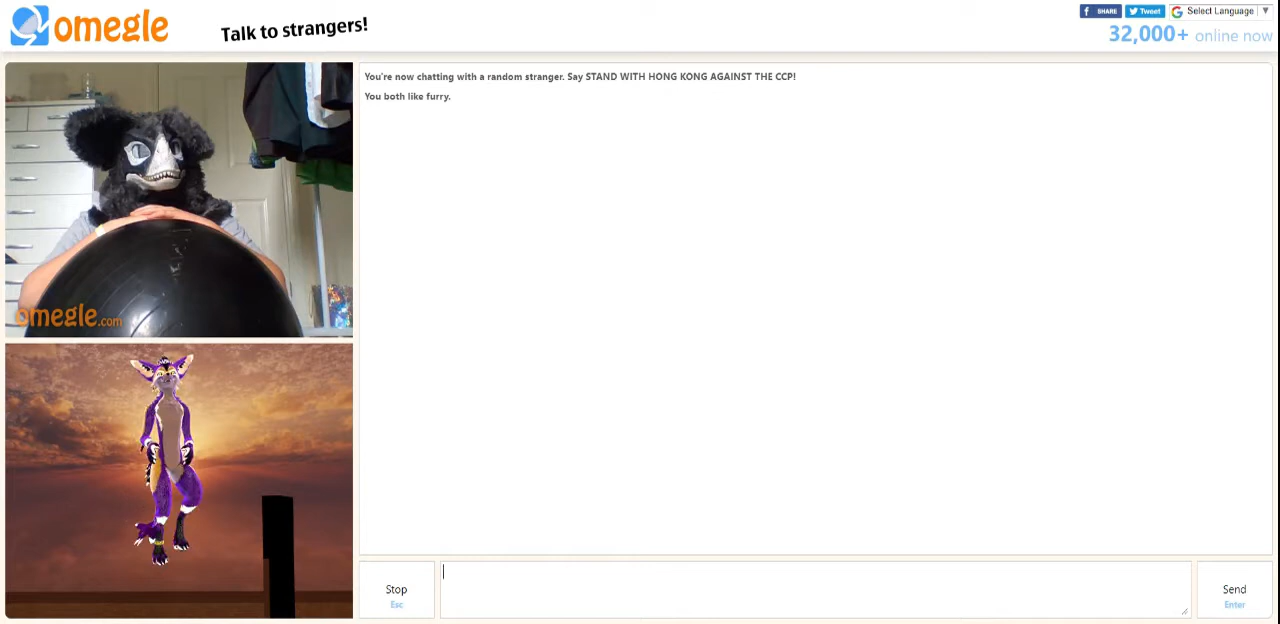 omegle
Talk to strangers!
SHARE
Tweet
Select Language
32,000+ online now
You're now chatting with a random stranger. Say STAND WITH HONG KONG AGAINST THE CCP!
You both like furry.
omegle.com
Stop
Esc
Send
Enter